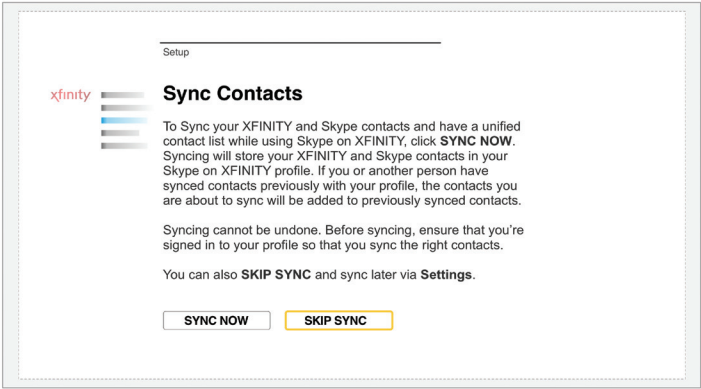 Setup
xfinity
Sync Contacts
To Sync your XFINITY and Skype contacts and have a unified
contact list while using Skype on XFINITY, click SYNC NOW.
Syncing will store your XFINITY and Skype contacts in your
Skype on XFINITY profile. If you or another person have
synced contacts previously with your profile, the contacts you
are about to sync will be added to previously synced contacts.
Syncing cannot be undone. Before syncing, ensure that you're
signed in to your profile so that you sync the right contacts.
You can also SKIP SYNC and sync later via Settings.
SYNC NOW
SKIP SYNC